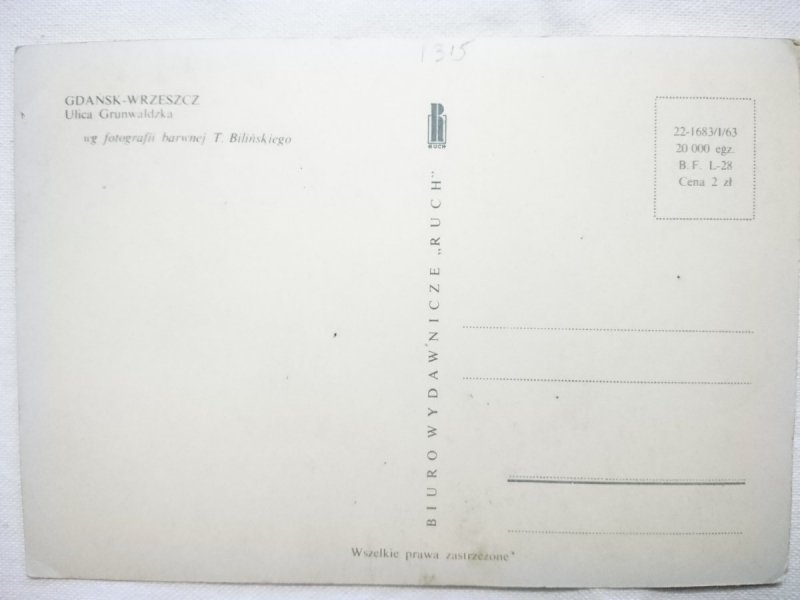 1315
GDAŃSK-WRZESZCZ
Ulica Grunwaldzka
wg fotografii barwnej T. Bilińskiego
RUCH
BIURO WYDAWNICZE „RUCH"
22-1683/I/63
20 000 egz.
B. F. L-28
Cena 2 zł
Wszelkie prawa zastrzeżone